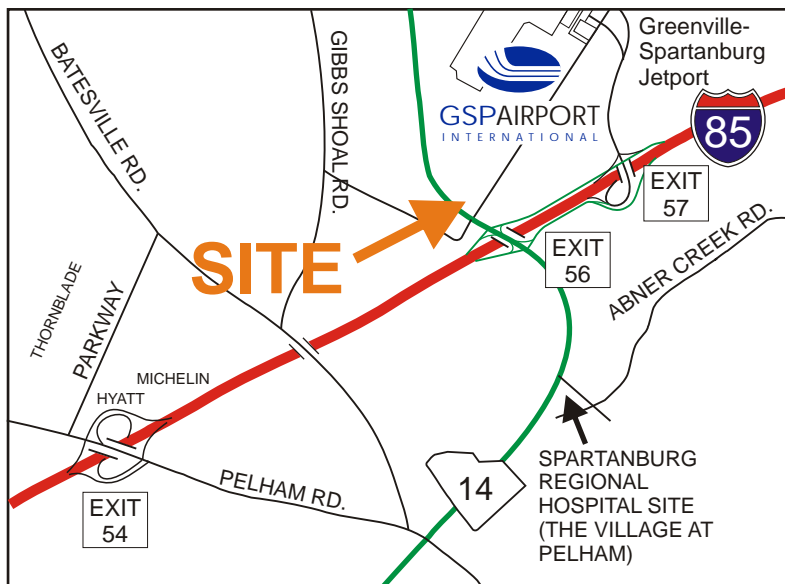 BATESVILLE RD.
GIBBS SHOAL RD.
Greenville-
Spartanburg
Jetport
GSPAIRPORT
INTERNATIONAL
85
EXIT
57
EXIT
56
ABNER CREEK RD.
SITE
THORNBLADE
PARKWAY
MICHELIN
HYATT
PELHAM RD.
EXIT
54
14
SPARTANBURG
REGIONAL
HOSPITAL SITE
(THE VILLAGE AT
PELHAM)